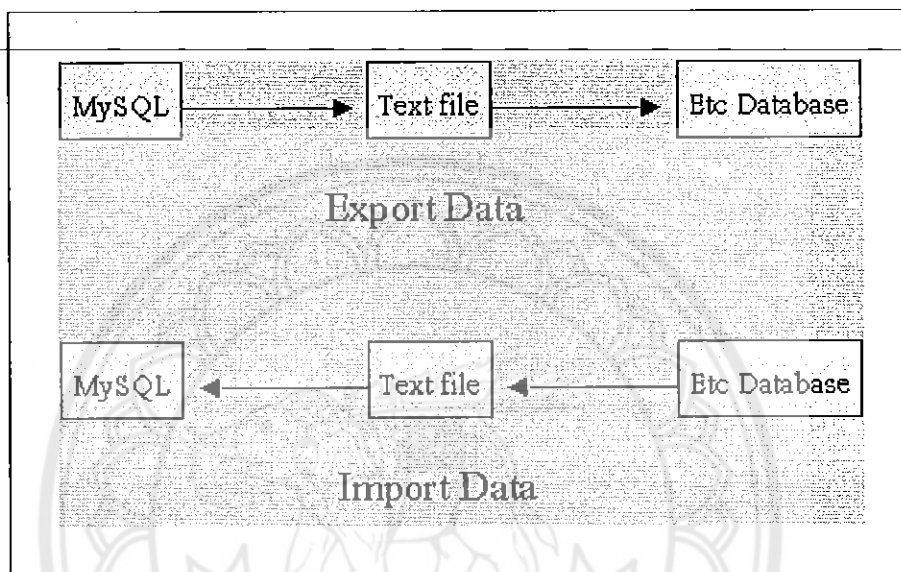 MySQL Text file Etc Database
Export Data
MySQL Text file Etc Database
Import Data